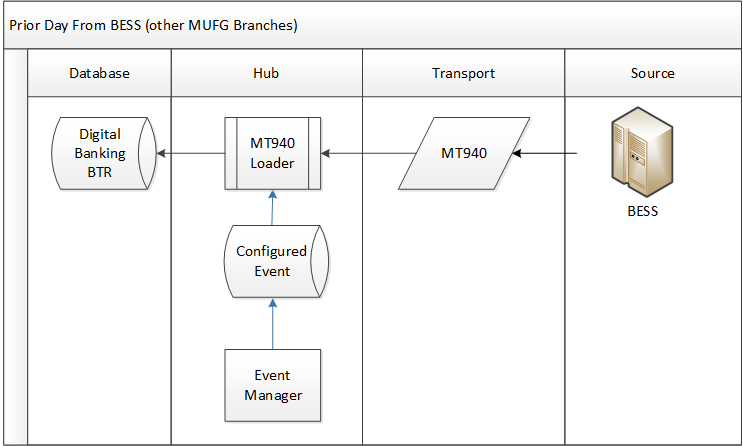 Prior Day From BESS (other MUFG Branches)
Database
Hub
Transport
Source
Digital
Banking
BTR
MT940
Loader
MT940
BESS
Configured
Event
Event
Manager